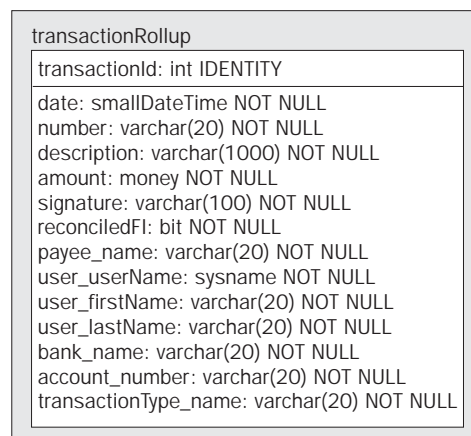 transactionRollup
transactionId: int IDENTITY
date: smallDateTime NOT NULL
number: varchar(20) NOT NULL
description: varchar(1000) NOT NULL
amount: money NOT NULL
signature: varchar(100) NOT NULL
reconciledFl: bit NOT NULL
payee_name: varchar(20) NOT NULL
user_userName: sysname NOT NULL
user_firstName: varchar(20) NOT NULL
user_lastName: varchar(20) NOT NULL
bank_name: varchar(20) NOT NULL
account_number: varchar(20) NOT NULL
transactionType_name: varchar(20) NOT NULL